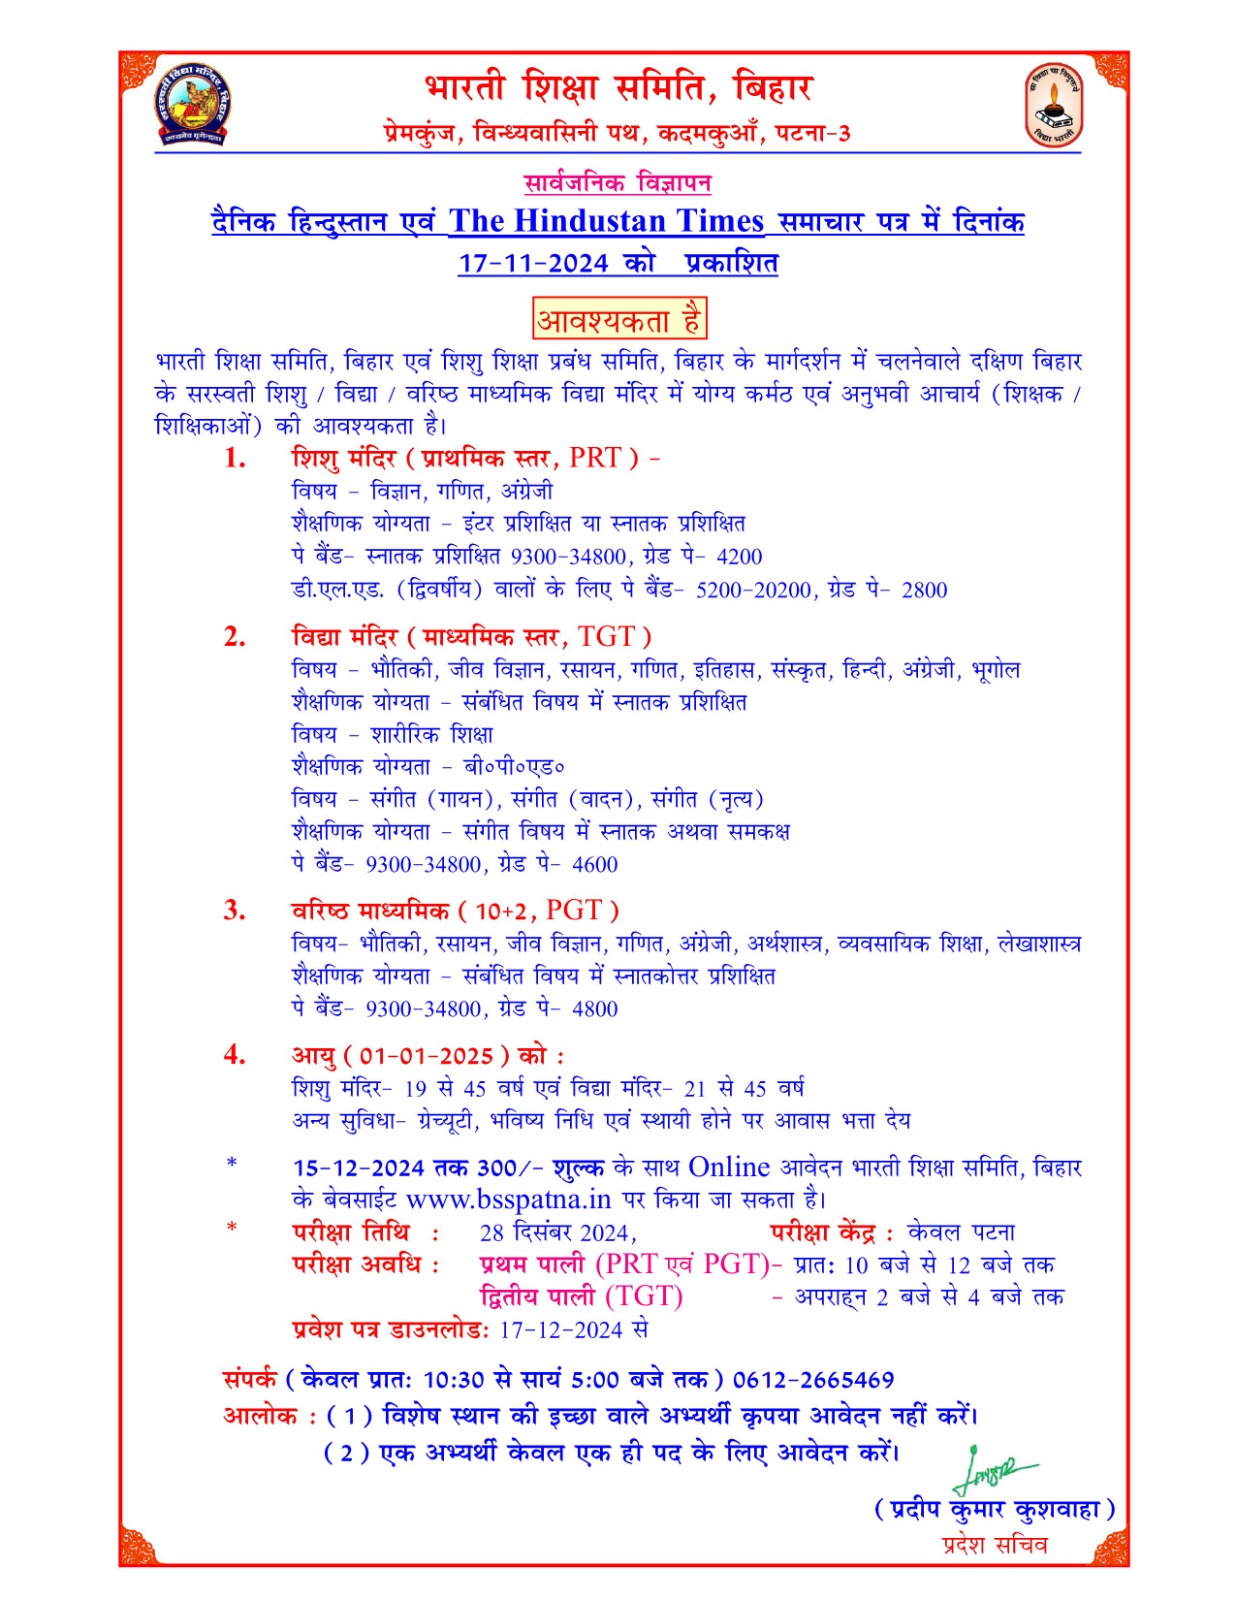 भारती शिक्षा समिति, बिहार
प्रेमकुंज, विन्ध्यवासिनी पथ, कदमकुआँ, पटना-3
सार्वजनिक विज्ञापन
दैनिक हिन्दुस्तान एवं The Hindustan Times समाचार पत्र में दिनांक
17-11-2024 को प्रकाशित
आवश्यकता है
भारती शिक्षा समिति, बिहार एवं शिशु शिक्षा प्रबंध समिति, बिहार के मार्गदर्शन में चलनेवाले दक्षिण बिहार
के सरस्वती शिशु / विद्या / वरिष्ठ माध्यमिक विद्या मंदिर में योग्य कर्मठ एवं अनुभवी आचार्य (शिक्षक /
शिक्षिकाओं) की आवश्यकता है।
1. शिशु मंदिर ( प्राथमिक स्तर, PRT ) -
विषय - विज्ञान, गणित, अंग्रेजी
शैक्षणिक योग्यता - इंटर प्रशिक्षित या स्नातक प्रशिक्षित
पे बैंड- स्नातक प्रशिक्षित 9300-34800, ग्रेड पे- 4200
डी.एल.एड. (द्विवर्षीय) वालों के लिए पे बैंड- 5200-20200, ग्रेड पे- 2800
2. विद्या मंदिर ( माध्यमिक स्तर, TGT )
विषय - भौतिकी, जीव विज्ञान, रसायन, गणित, इतिहास, संस्कृत, हिन्दी, अंग्रेजी, भूगोल
शैक्षणिक योग्यता - संबंधित विषय में स्नातक प्रशिक्षित
विषय - शारीरिक शिक्षा
शैक्षणिक योग्यता - बी०पी०एड०
विषय - संगीत (गायन), संगीत (वादन), संगीत (नृत्य)
शैक्षणिक योग्यता - संगीत विषय में स्नातक अथवा समकक्ष
पे बैंड- 9300-34800, ग्रेड पे- 4600
3. वरिष्ठ माध्यमिक ( 10+2, PGT )
विषय- भौतिकी, रसायन, जीव विज्ञान, गणित, अंग्रेजी, अर्थशास्त्र, व्यवसायिक शिक्षा, लेखाशास्त्र
शैक्षणिक योग्यता - संबंधित विषय में स्नातकोत्तर प्रशिक्षित
पे बैंड- 9300-34800, ग्रेड पे- 4800
4. आयु ( 01-01-2025 ) को :
शिशु मंदिर- 19 से 45 वर्ष एवं विद्या मंदिर- 21 से 45 वर्ष
अन्य सुविधा- ग्रेच्यूटी, भविष्य निधि एवं स्थायी होने पर आवास भत्ता देय
* 15-12-2024 तक 300/- शुल्क के साथ Online आवेदन भारती शिक्षा समिति, बिहार
के बेवसाईट www.bsspatna.in पर किया जा सकता है।
* परीक्षा तिथि : 28 दिसंबर 2024, परीक्षा केंद्र : केवल पटना
परीक्षा अवधि : प्रथम पाली (PRT एवं PGT)- प्रातः 10 बजे से 12 बजे तक
द्वितीय पाली (TGT) - अपराह्न 2 बजे से 4 बजे तक
प्रवेश पत्र डाउनलोडः 17-12-2024 से
संपर्क ( केवल प्रातः 10:30 से सायं 5:00 बजे तक ) 0612-2665469
आलोक : ( 1 ) विशेष स्थान की इच्छा वाले अभ्यर्थी कृपया आवेदन नहीं करें।
( 2 ) एक अभ्यर्थी केवल एक ही पद के लिए आवेदन करें।
( प्रदीप कुमार कुशवाहा )
प्रदेश सचिव